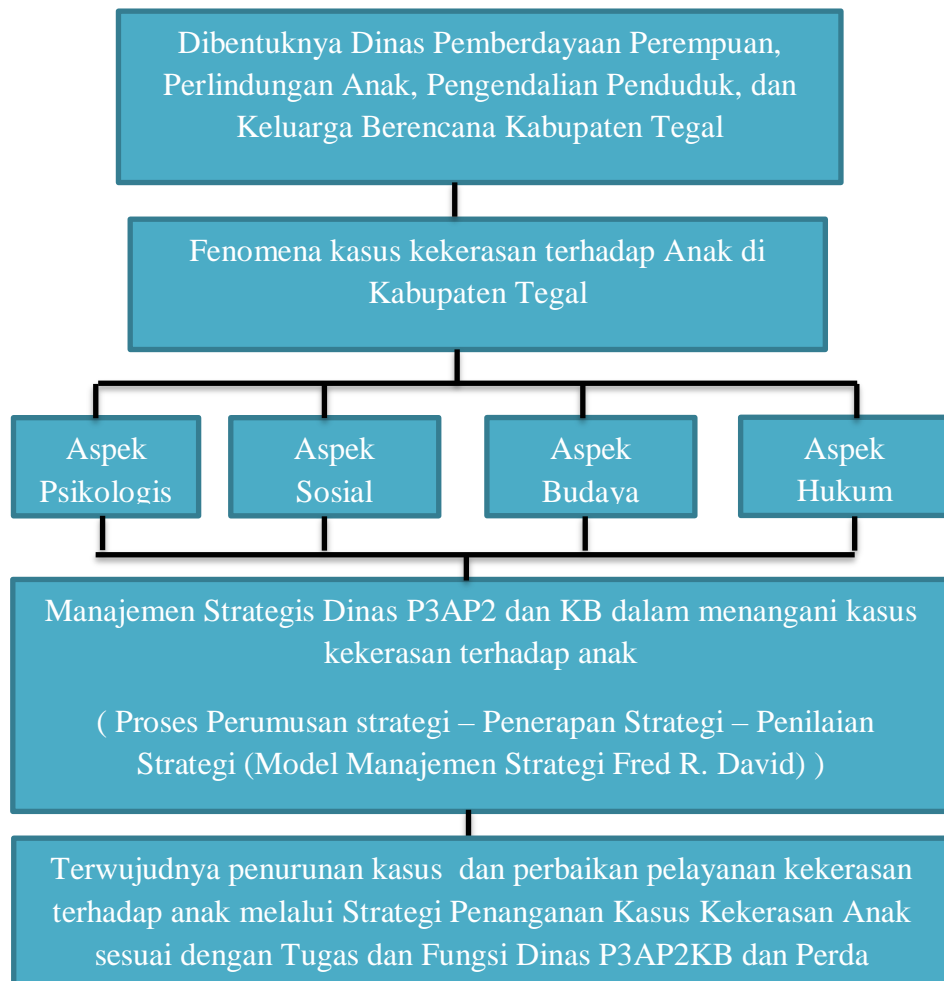 Dibentuknya Dinas Pemberdayaan Perempuan,
Perlindungan Anak, Pengendalian Penduduk, dan
Keluarga Berencana Kabupaten Tegal
Fenomena kasus kekerasan terhadap Anak di
Kabupaten Tegal
Aspek
Psikologis
Aspek
Sosial
Aspek
Budaya
Aspek
Hukum
Manajemen Strategis Dinas P3AP2 dan KB dalam menangani kasus
kekerasan terhadap anak
( Proses Perumusan strategi – Penerapan Strategi – Penilaian
Strategi (Model Manajemen Strategi Fred R. David) )
Terwujudnya penurunan kasus dan perbaikan pelayanan kekerasan
terhadap anak melalui Strategi Penanganan Kasus Kekerasan Anak
sesuai dengan Tugas dan Fungsi Dinas P3AP2KB dan Perda